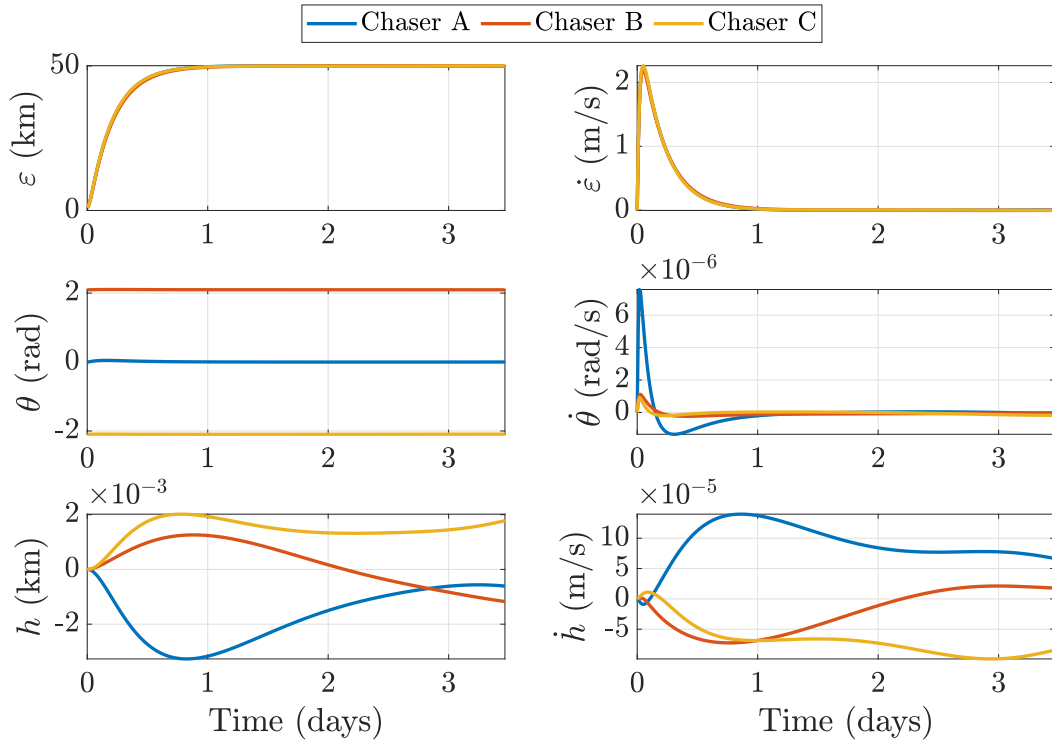 Chaser A Chaser B Chaser C
50
0
ε (km)
0 1 2 3
2
1
0
ε̇ (m/s)
0 1 2 3
2
0
-2
θ (rad)
0 1 2 3
×10⁻⁶
6
4
2
0
θ̇ (rad/s)
0 1 2 3
×10⁻³
2
0
-2
h (km)
0 1 2 3
Time (days)
×10⁻⁵
10
5
0
-5
ḣ (m/s)
0 1 2 3
Time (days)